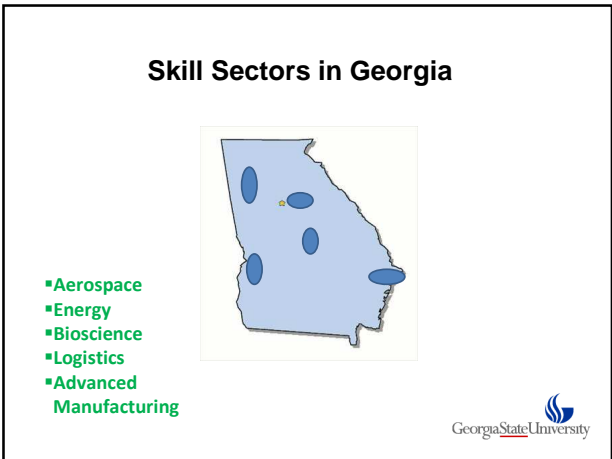 Skill Sectors in Georgia
▪Aerospace
▪Energy
▪Bioscience
▪Logistics
▪Advanced
Manufacturing
GeorgiaStateUniversity